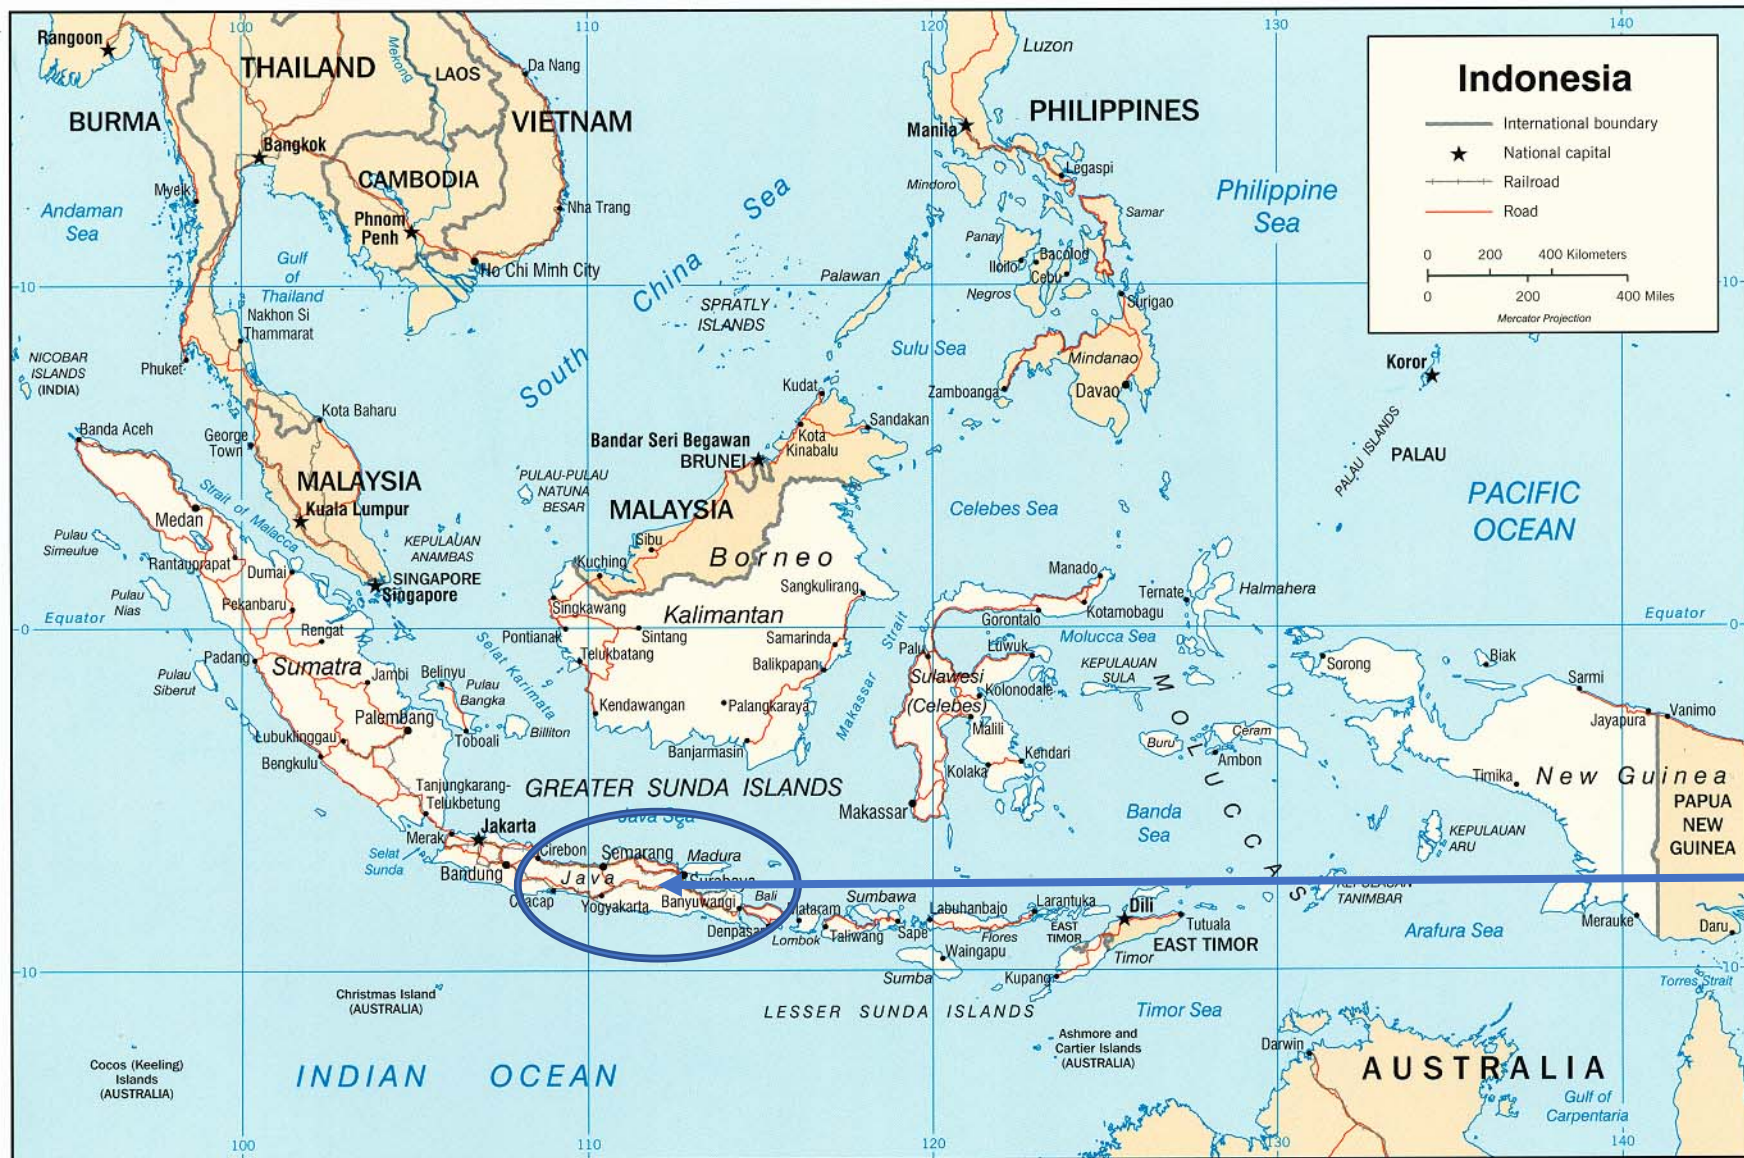 100
110
120
130
140
Rangoon
THAILAND
LAOS
Mekong
Da Nang
Luzon
BURMA
VIETNAM
Bangkok
PHILIPPINES
Manila
Legaspi
Indonesia
International boundary
National capital
Railroad
Road
0 200 400 Kilometers
0 200 400 Miles
Mercator Projection
Myeik
CAMBODIA
Mindoro
Andaman
Sea
Phnom
Penh
Nha Trang
Philippine
Sea
Samar
Panay
Iloilo
Bacolod
Cebu
Negros
Surigao
Gulf
of
Thailand
Ho Chi Minh City
South China Sea
Palawan
10
10
Nakhon Si
Thammarat
SPRATLY
ISLANDS
Sulu Sea
Mindanao
Zamboanga
Davao
Koror
NICOBAR
ISLANDS
(INDIA)
Phuket
Kudat
Sandakan
PALAU ISLANDS
PALAU
Banda Aceh
George
Town
Kota Baharu
Bandar Seri Begawan
BRUNEI
Kota
Kinabalu
MALAYSIA
Kuala Lumpur
PULAU-PULAU
NATUNA
BESAR
MALAYSIA
Celebes Sea
PACIFIC
OCEAN
Strait of Malacca
Medan
Pulau
Simeulue
KEPULAUAN
ANAMBAS
Sibu
Borneo
Rantauprapat
Dumai
SINGAPORE
Singapore
Kuching
Sangkulirang
Manado
Ternate
Halmahera
Pulau
Nias
Pekanbaru
Singkawang
Kalimantan
Kotamobagu
Gorontalo
Equator
Equator
0
0
Rengat
Pontianak
Sintang
Samarinda
Molucca Sea
Padang
Sumatra
Selat Karimata
Telukbatang
Balikpapan
Makassar Strait
Palu
Luwuk
Sorong
Biak
Pulau
Siberut
Jambi
Belinyu
Pulau
Bangka
Sulawesi
(Celebes)
Kolonodale
KEPULAUAN
SULA
Sarmi
Palembang
Kendawangan
Palangkaraya
Malili
MOLUCCAS
Jayapura
Vanimo
Lubuklinggau
Toboali
Billiton
Banjarmasin
Kendari
Buru
Ceram
Bengkulu
Kolaka
Ambon
Timika
New Guinea
Tanjungkarang-
Telukbetung
GREATER SUNDA ISLANDS
Makassar
Banda
Sea
PAPUA
NEW
GUINEA
Java Sea
Merak
Jakarta
Selat
Sunda
Cirebon
Semarang
Madura
KEPULAUAN
ARU
Bandung
Java
Surabaya
Yogyakarta
Banyuwangi
Bali
Mataram
Sumbawa
Labuhanbajo
Larantuka
Dili
KEPULAUAN
TANIMBAR
Merauke
Daru
Denpasar
Lombok
Taliwang
Sape
Flores
EAST
TIMOR
Tutuala
EAST TIMOR
Arafura Sea
Waingapu
Timor
Sumba
Kupang
10
10
Torres Strait
Christmas Island
(AUSTRALIA)
LESSER SUNDA ISLANDS
Timor Sea
Ashmore and
Cartier Islands
(AUSTRALIA)
Darwin
Cocos (Keeling)
Islands
(AUSTRALIA)
INDIAN OCEAN
AUSTRALIA
Gulf of
Carpentaria
100
110
120
130
140